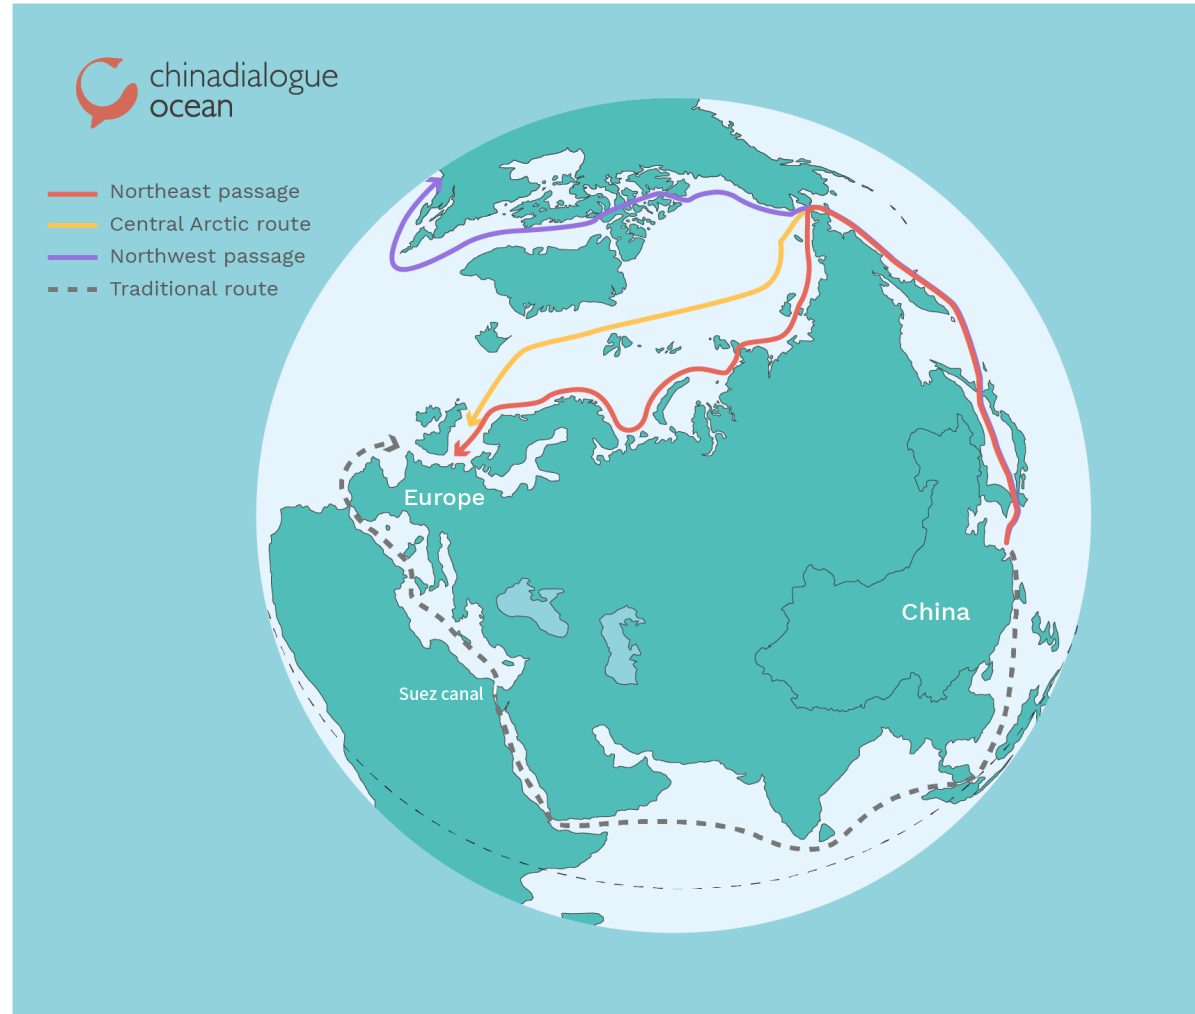 chinadialogue
ocean
Northeast passage
Central Arctic route
Northwest passage
Traditional route
Europe
China
Suez canal